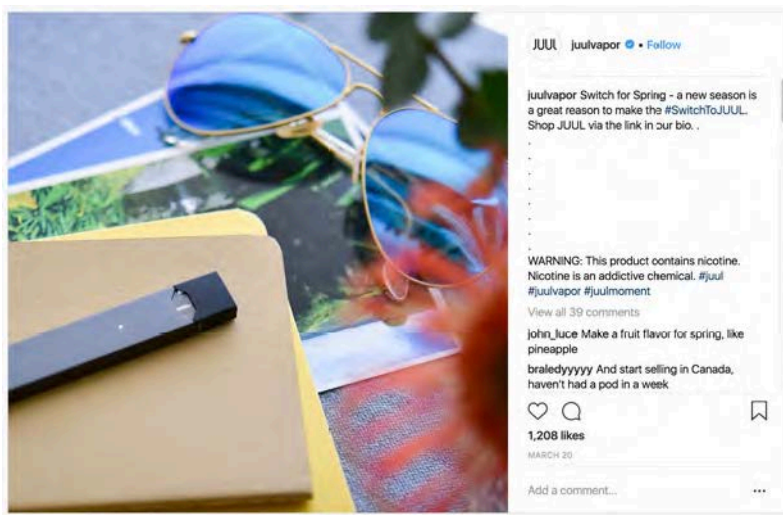 JUUL juulvapor • Follow
juulvapor Switch for Spring - a new season is
a great reason to make the #SwitchToJUUL.
Shop JUUL via the link in our bio. .
.
.
.
.
.
.
.
WARNING: This product contains nicotine.
Nicotine is an addictive chemical. #juul
#juulvapor #juulmoment
View all 39 comments
john_luce Make a fruit flavor for spring, like
pineapple
braledyyyyy And start selling in Canada,
haven't had a pod in a week
1,208 likes
MARCH 20
Add a comment...